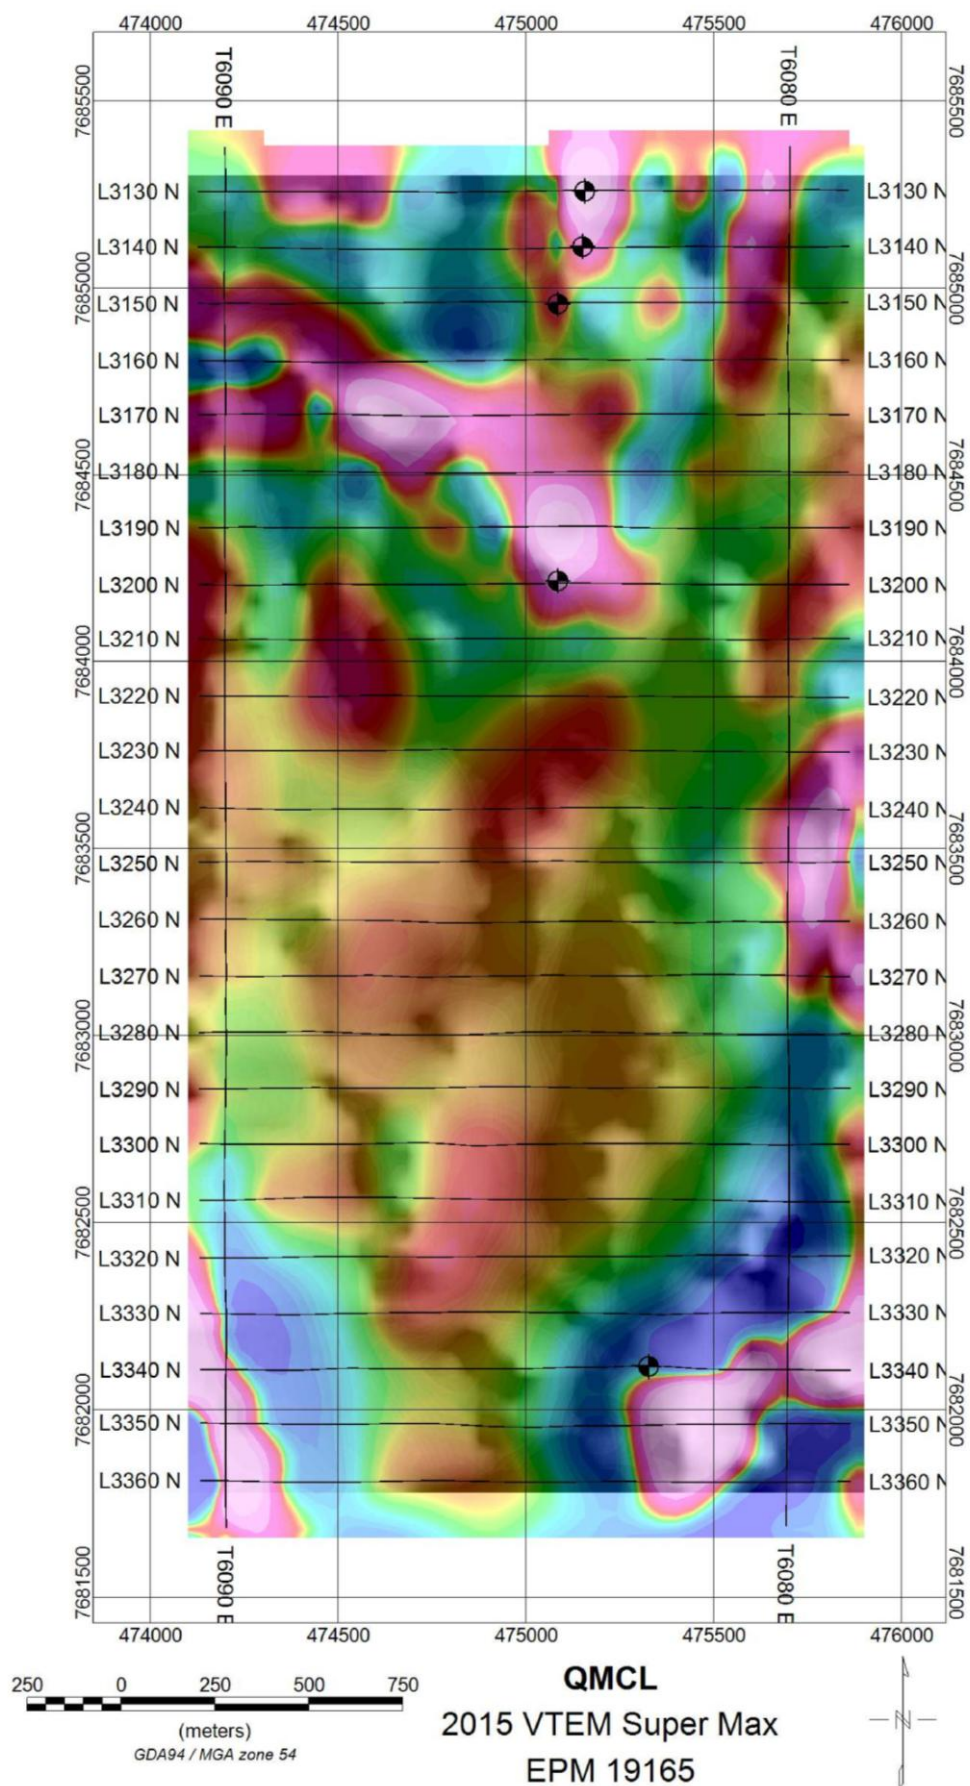 474000 474500 475000 475500 476000
T6090 E T6080 E
7685500 7685500
L3130 N L3130 N
L3140 N L3140 N
7685000 7685000
L3150 N L3150 N
L3160 N L3160 N
L3170 N L3170 N
7684500 7684500
L3180 N L3180 N
L3190 N L3190 N
L3200 N L3200 N
L3210 N L3210 N
7684000 7684000
L3220 N L3220 N
L3230 N L3230 N
L3240 N L3240 N
7683500 7683500
L3250 N L3250 N
L3260 N L3260 N
L3270 N L3270 N
7683000 7683000
L3280 N L3280 N
L3290 N L3290 N
L3300 N L3300 N
L3310 N L3310 N
7682500 7682500
L3320 N L3320 N
L3330 N L3330 N
L3340 N L3340 N
7682000 7682000
L3350 N L3350 N
L3360 N L3360 N
T6090 E T6080 E
7681500 7681500
474000 474500 475000 475500 476000
250 0 250 500 750
(meters)
GDA94 / MGA zone 54
QMCL
2015 VTEM Super Max
EPM 19165
N